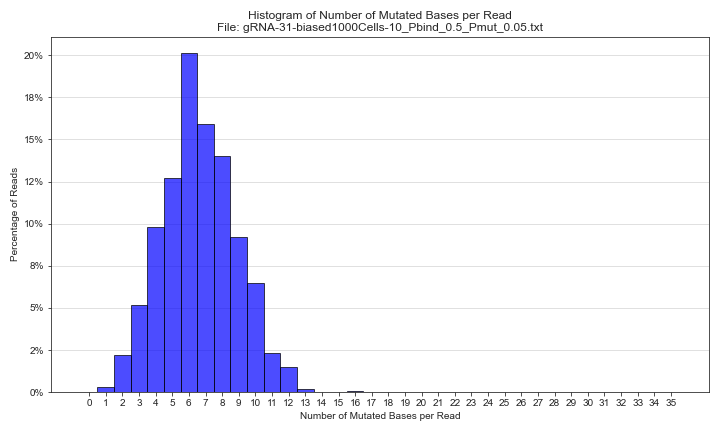 Histogram of Number of Mutated Bases per Read
File: gRNA-31-biased1000Cells-10_Pbind_0.5_Pmut_0.05.txt
20%
18%
15%
12%
10%
8%
5%
2%
0%
Percentage of Reads
0 1 2 3 4 5 6 7 8 9 10 11 12 13 14 15 16 17 18 19 20 21 22 23 24 25 26 27 28 29 30 31 32 33 34 35
Number of Mutated Bases per Read